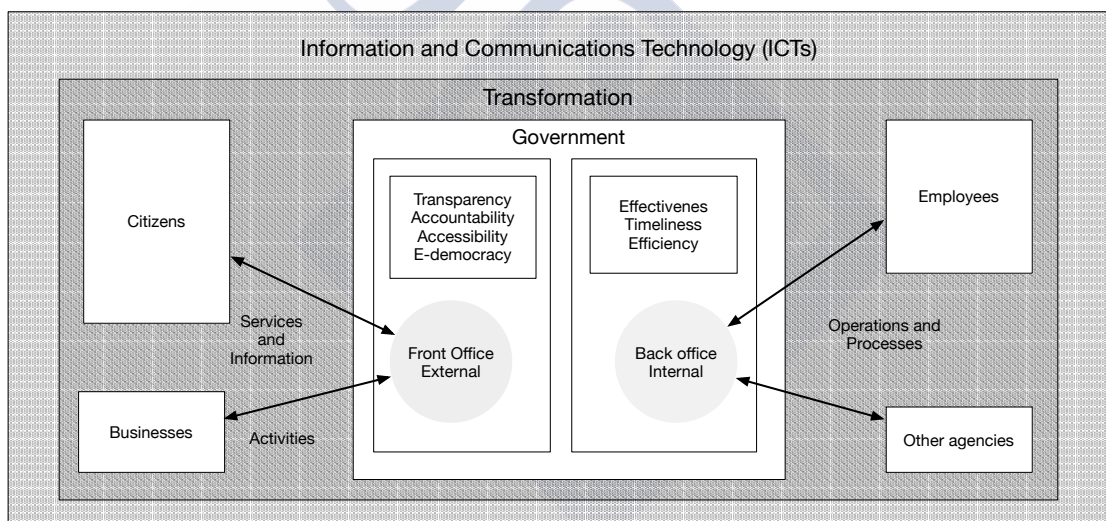 Information and Communications Technology (ICTs)
Transformation
Government
Citizens
Transparency
Accountability
Accessibility
E-democracy
Effectivenes
Timeliness
Efficiency
Employees
Services
and
Information
Front Office
External
Back office
Internal
Operations and
Processes
Businesses
Activities
Other agencies